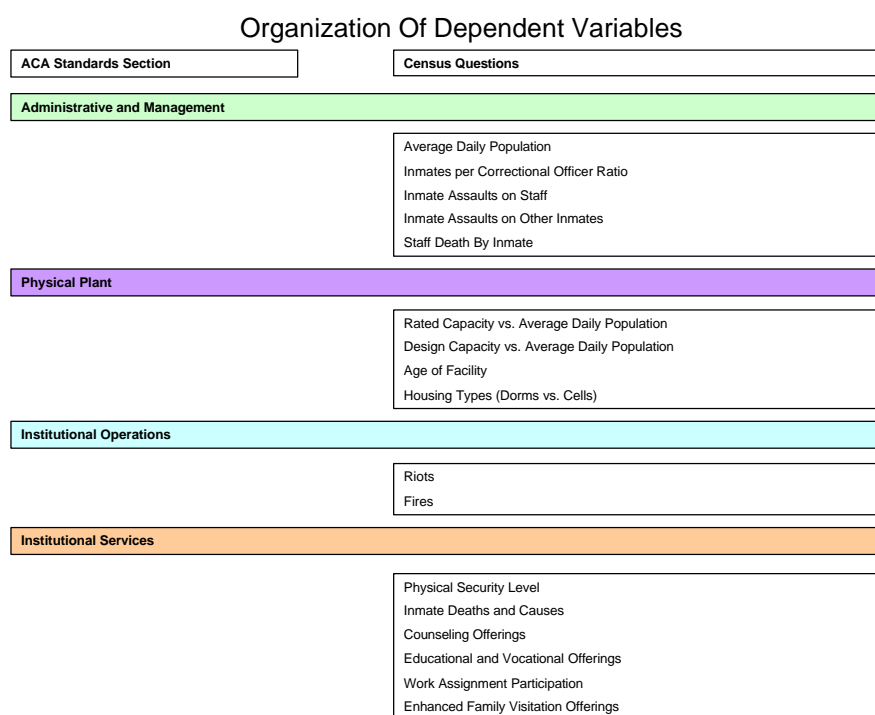 Organization Of Dependent Variables
ACA Standards Section
Census Questions
Administrative and Management
Average Daily Population
Inmates per Correctional Officer Ratio
Inmate Assaults on Staff
Inmate Assaults on Other Inmates
Staff Death By Inmate
Physical Plant
Rated Capacity vs. Average Daily Population
Design Capacity vs. Average Daily Population
Age of Facility
Housing Types (Dorms vs. Cells)
Institutional Operations
Riots
Fires
Institutional Services
Physical Security Level
Inmate Deaths and Causes
Counseling Offerings
Educational and Vocational Offerings
Work Assignment Participation
Enhanced Family Visitation Offerings